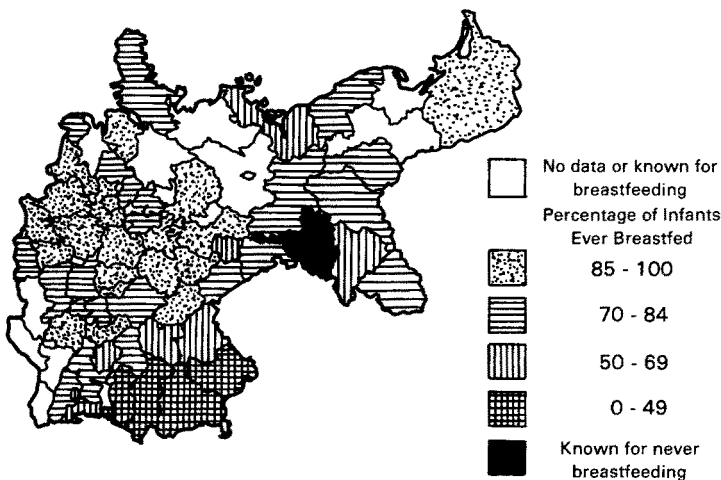 No data or known for
breastfeeding
Percentage of Infants
Ever Breastfed
85 - 100
70 - 84
50 - 69
0 - 49
Known for never
breastfeeding